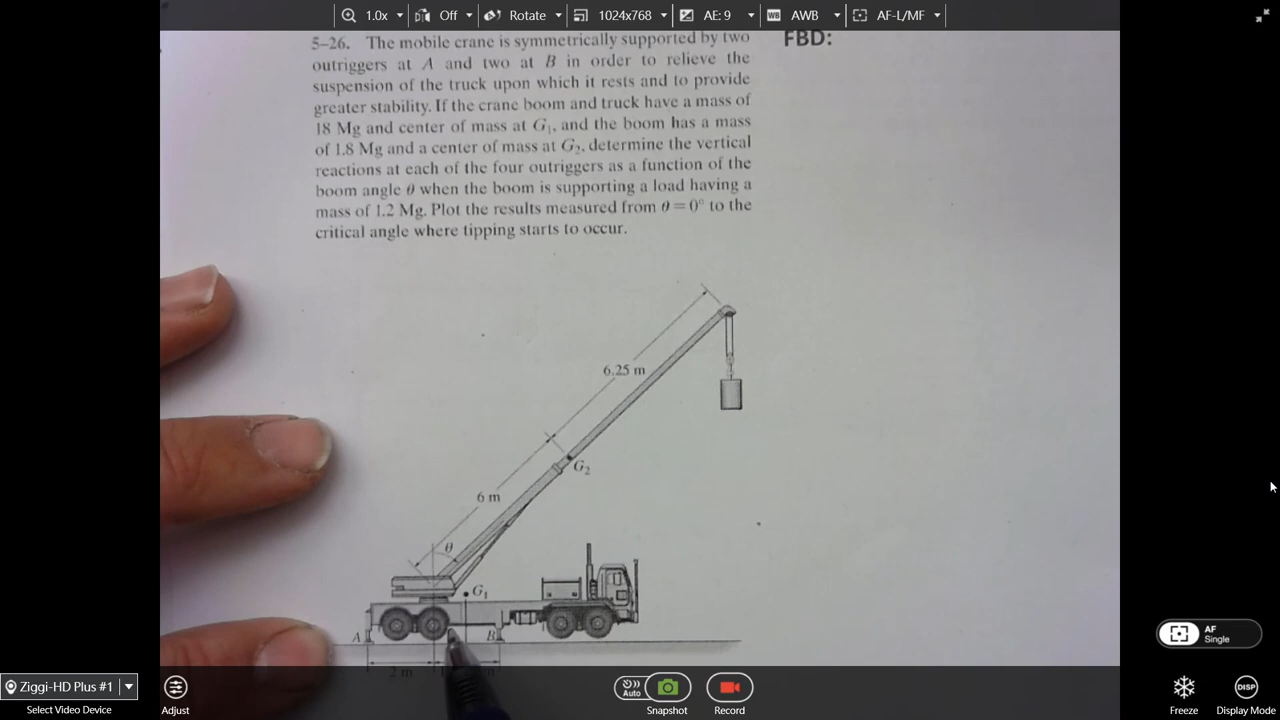 1.0x
Off
Rotate
1024x768
AE: 9
WB
AWB
AF-L/MF
5–26. The mobile crane is symmetrically supported by two
outriggers at A and two at B in order to relieve the
suspension of the truck upon which it rests and to provide
greater stability. If the crane boom and truck have a mass of
18 Mg and center of mass at G₁, and the boom has a mass
of 1.8 Mg and a center of mass at G₂, determine the vertical
reactions at each of the four outriggers as a function of the
boom angle θ when the boom is supporting a load having a
mass of 1.2 Mg. Plot the results measured from θ = 0° to the
critical angle where tipping starts to occur.
FBD:
6.25 m
G₂
6 m
θ
G₁
A
B
2 m
AF
Single
Ziggi-HD Plus #1
Select Video Device
Adjust
Auto
Snapshot
Record
Freeze
DISP
Display Mode